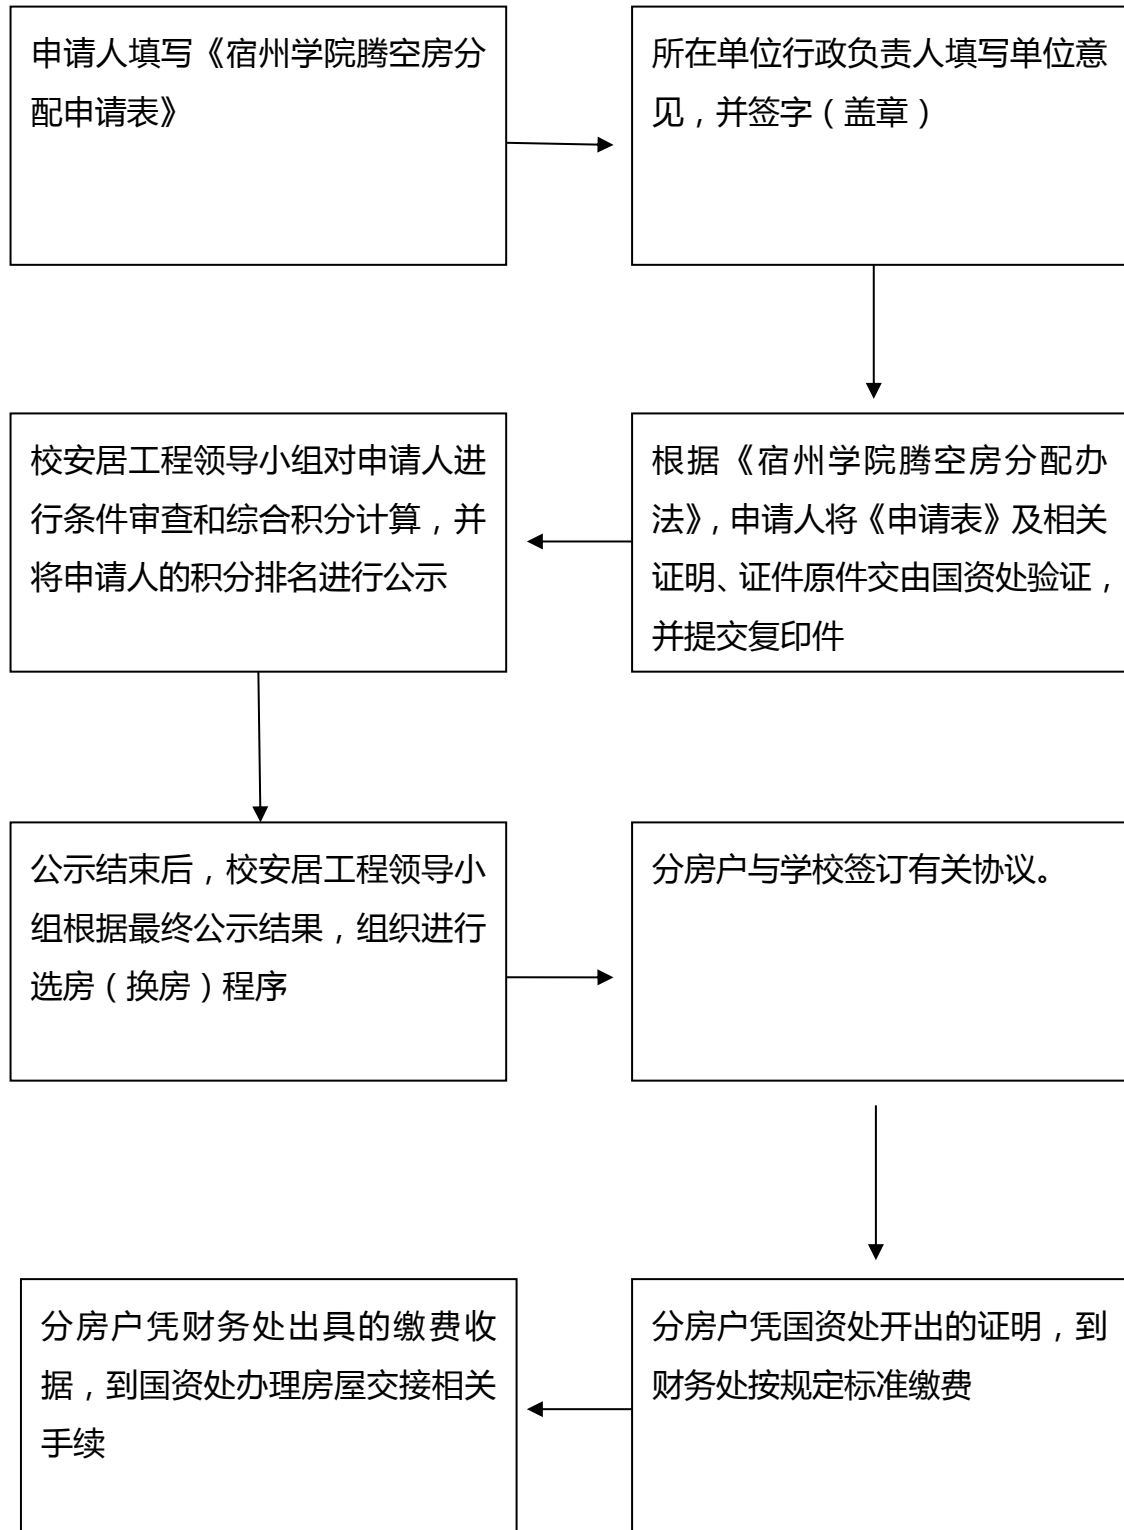 申请人填写《宿州学院腾空房分
配申请表》
所在单位行政负责人填写单位意
见，并签字（盖章）
根据《宿州学院腾空房分配办
法》，申请人将《申请表》及相关
证明、证件原件交由国资处验证，
并提交复印件
校安居工程领导小组对申请人进
行条件审查和综合积分计算，并
将申请人的积分排名进行公示
公示结束后，校安居工程领导小
组根据最终公示结果，组织进行
选房（换房）程序
分房户与学校签订有关协议。
分房户凭国资处开出的证明，到
财务处按规定标准缴费
分房户凭财务处出具的缴费收
据，到国资处办理房屋交接相关
手续